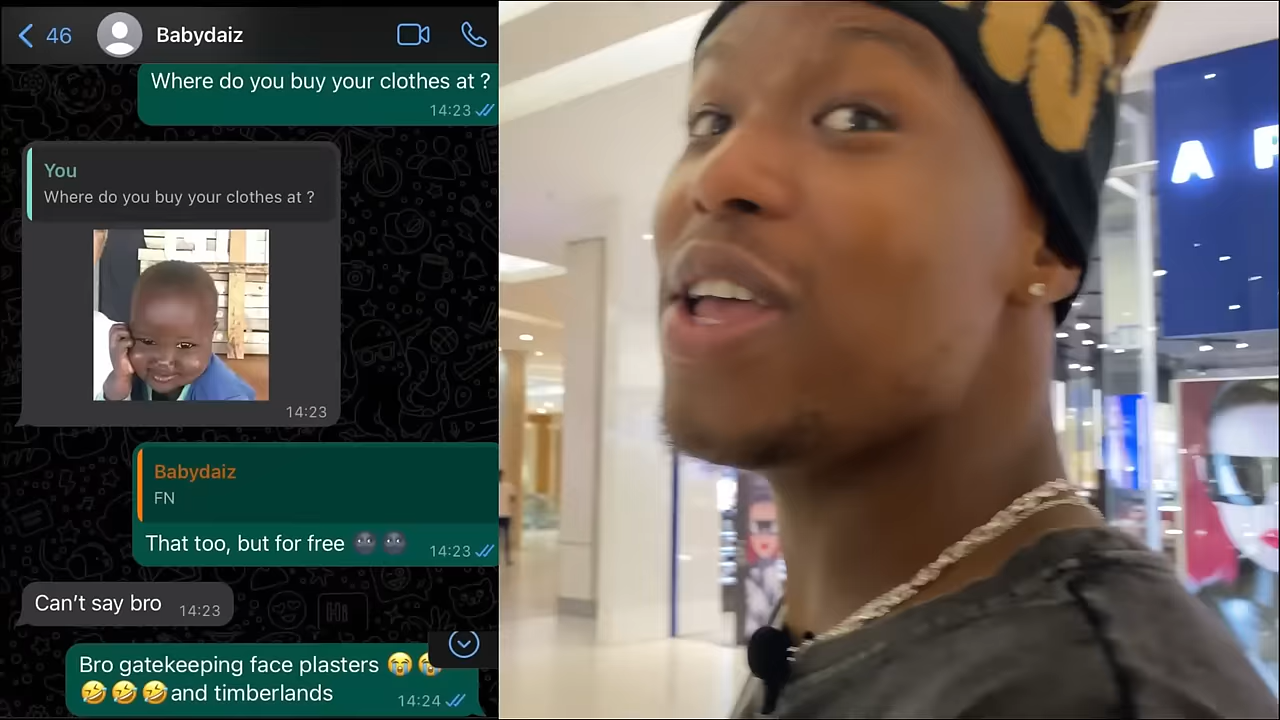 46
Babydaiz
Where do you buy your clothes at ?
14:23
You
Where do you buy your clothes at ?
14:23
Babydaiz
FN
That too, but for free 🌚 🌚
14:23
Can't say bro
14:23
Bro gatekeeping face plasters 😭😭
🤣🤣🤣and timberlands
14:24
Hi
A